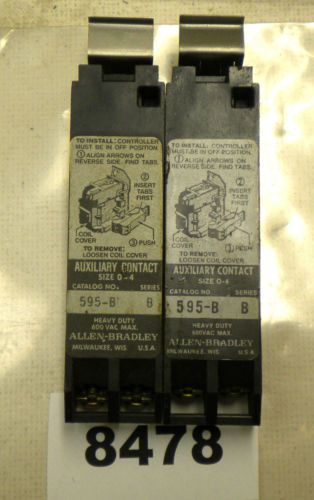 TO INSTALL: CONTROLLER
MUST BE IN OFF POSITION.
① ALIGN ARROWS ON
REVERSE SIDE. FIND TABS.
②
INSERT
TABS
FIRST
COIL
COVER
③ PUSH
TO REMOVE:
LOOSEN COIL COVER
AUXILIARY CONTACT
SIZE 0-4
CATALOG NO. SERIES
595-B B
HEAVY DUTY
600 VAC MAX.
ALLEN-BRADLEY
MILWAUKEE, WIS U.S.A.
TO INSTALL: CONTROLLER
MUST BE IN OFF POSITION.
① ALIGN ARROWS ON
REVERSE SIDE. FIND TABS.
②
INSERT
TABS
FIRST
COIL
COVER
③ PUSH
TO REMOVE:
LOOSEN COIL COVER
AUXILIARY CONTACT
SIZE 0-4
CATALOG NO. SERIES
595-B B
HEAVY DUTY
600VAC MAX.
ALLEN-BRADLEY
MILWAUKEE, WIS. U.S.A.
8478